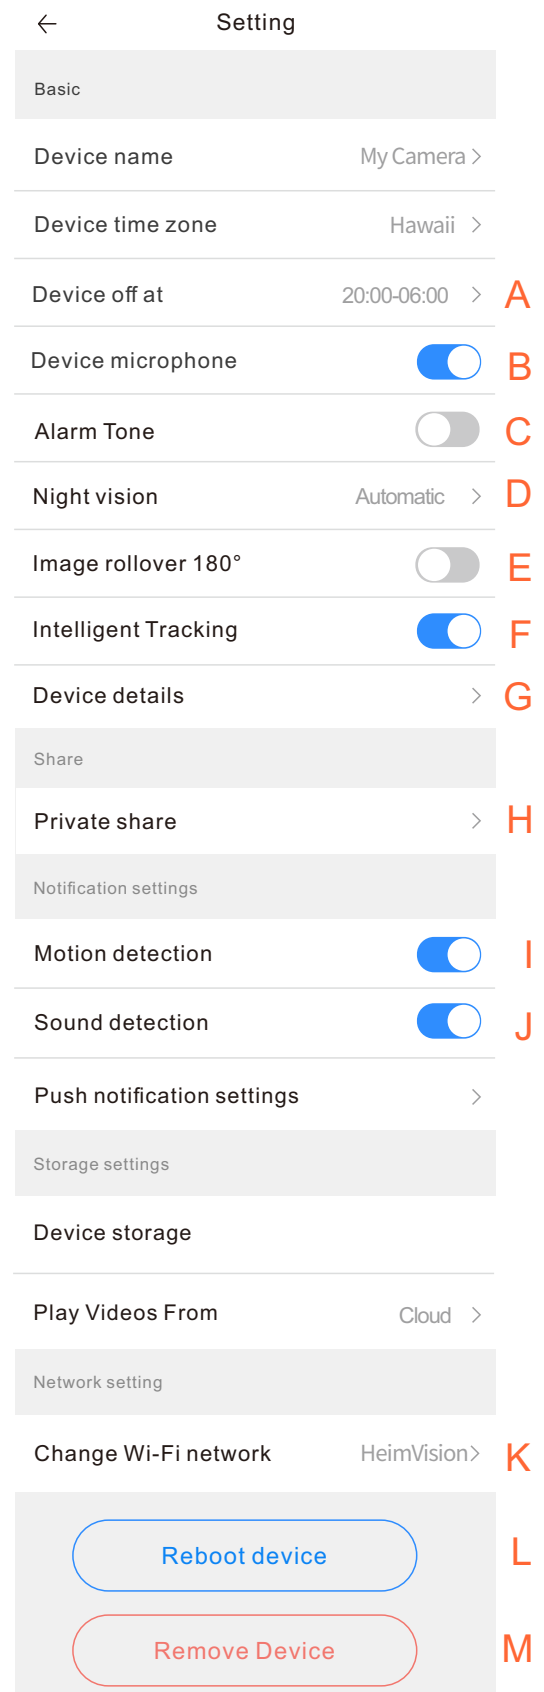 Setting
Basic
Device name My Camera
Device time zone Hawaii
Device off at 20:00-06:00 A
Device microphone B
Alarm Tone C
Night vision Automatic D
Image rollover 180° E
Intelligent Tracking F
Device details G
Share
Private share H
Notification settings
Motion detection I
Sound detection J
Push notification settings
Storage settings
Device storage
Play Videos From Cloud
Network setting
Change Wi-Fi network HeimVision K
Reboot device L
Remove Device M